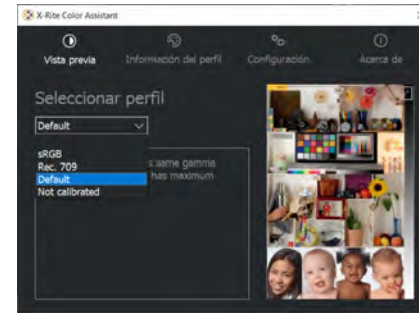 X-Rite Color Assistant
Vista previa
Información del perfil
Configuración
Acerca de
Seleccionar perfil
Default
sRGB
Rec. 709
Default
Not calibrated
s same gamma
has maximum